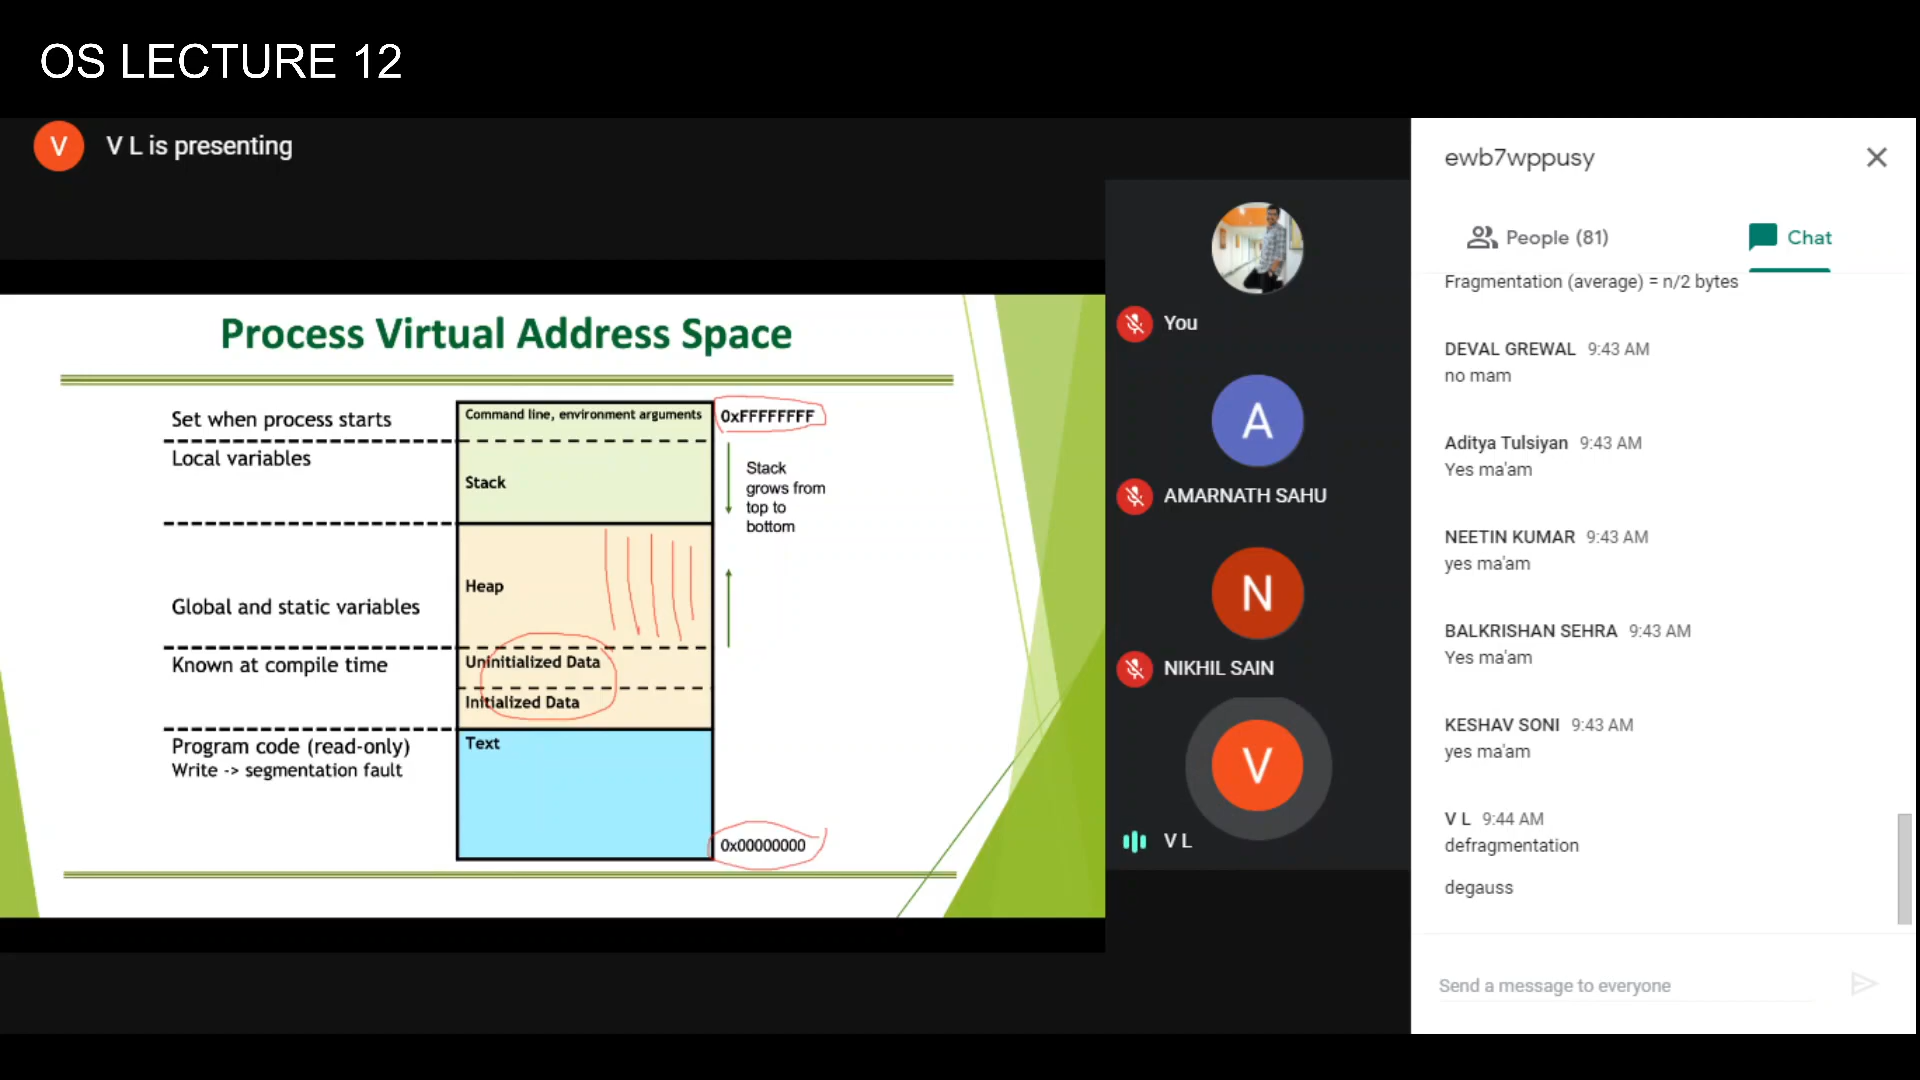 OS LECTURE 12
V
V L is presenting
Process Virtual Address Space
Set when process starts
Local variables
Global and static variables
Known at compile time
Program code (read-only)
Write -> segmentation fault
Command line, environment arguments
Stack
Heap
Uninitialized Data
Initialized Data
Text
0xFFFFFFFF
Stack
grows from
top to
bottom
0x00000000
You
A
AMARNATH SAHU
N
NIKHIL SAIN
V
V L
ewb7wppusy
People (81)
Chat
Fragmentation (average) = n/2 bytes
DEVAL GREWAL 9:43 AM
no mam
Aditya Tulsiyan 9:43 AM
Yes ma'am
NEETIN KUMAR 9:43 AM
yes ma'am
BALKRISHAN SEHRA 9:43 AM
Yes ma'am
KESHAV SONI 9:43 AM
yes ma'am
V L 9:44 AM
defragmentation
degauss
Send a message to everyone